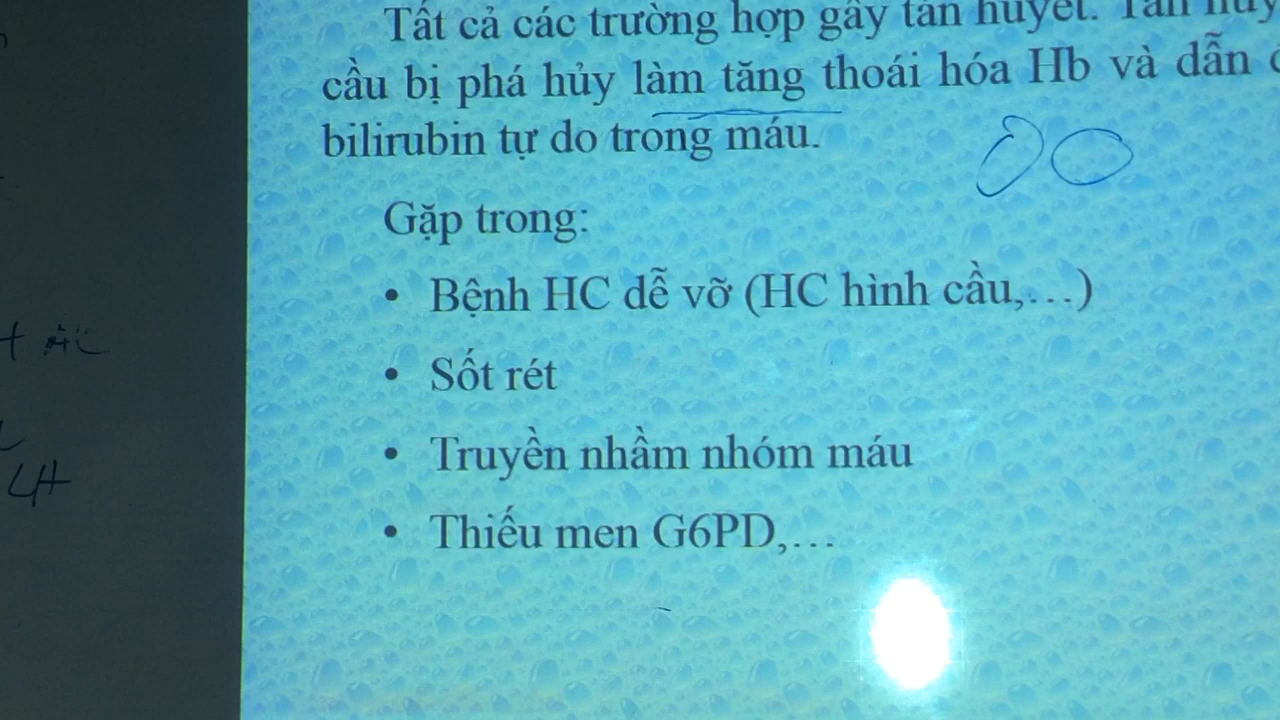 Tất cả các trường hợp gây tán huyết. Tán
cầu bị phá hủy làm tăng thoái hóa Hb và dẫn
bilirubin tự do trong máu.
Gặp trong:
• Bệnh HC dễ vỡ (HC hình cầu,…)
• Sốt rét
• Truyền nhầm nhóm máu
• Thiếu men G6PD,…